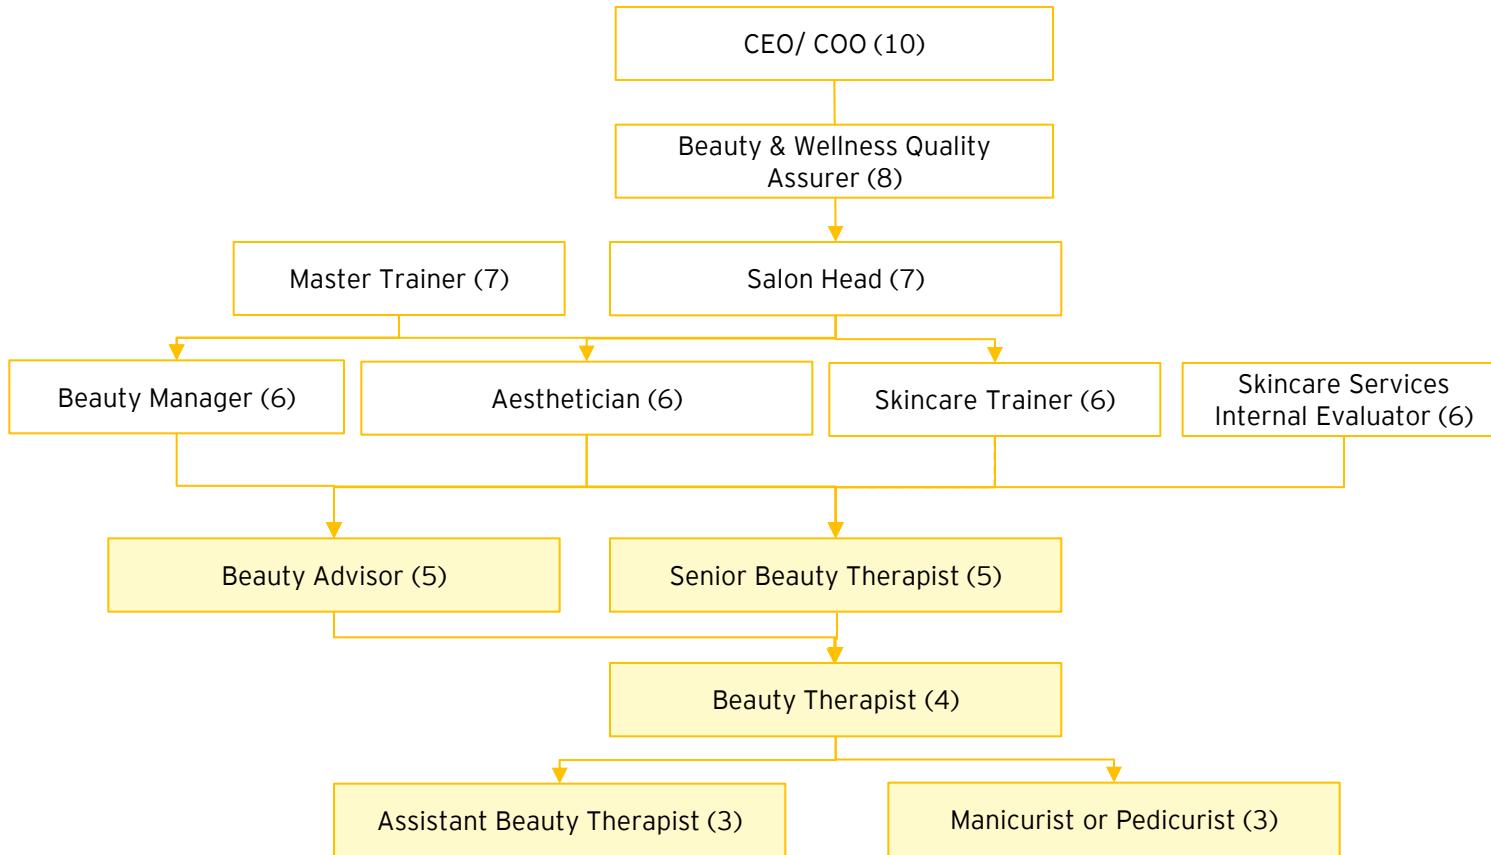 CEO/ COO (10)
Beauty & Wellness Quality
Assurer (8)
Master Trainer (7)
Salon Head (7)
Beauty Manager (6)
Aesthetician (6)
Skincare Trainer (6)
Skincare Services
Internal Evaluator (6)
Beauty Advisor (5)
Senior Beauty Therapist (5)
Beauty Therapist (4)
Assistant Beauty Therapist (3)
Manicurist or Pedicurist (3)